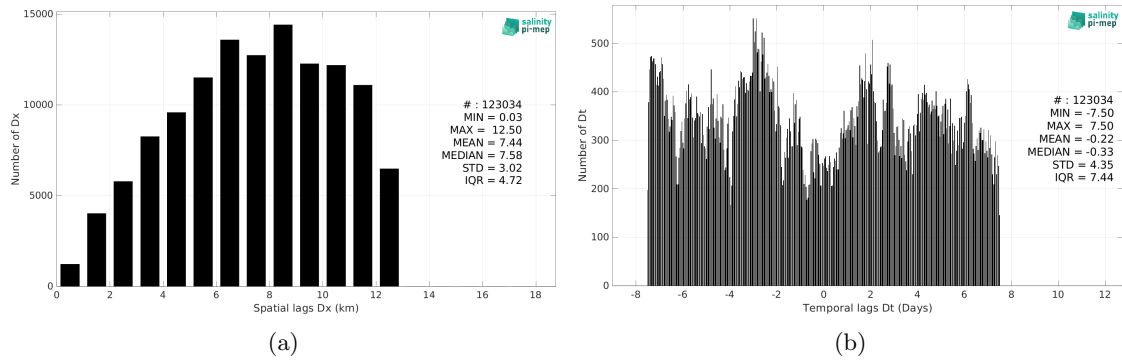 15000
10000
5000
0
Number of Dx
0 2 4 6 8 10 12 14 16 18
Spatial lags Dx (km)
salinity
pi-mep
# : 123034
MIN = 0.03
MAX = 12.50
MEAN = 7.44
MEDIAN = 7.58
STD = 3.02
IQR = 4.72
(a)
500
400
300
200
100
0
Number of Dt
-8 -6 -4 -2 0 2 4 6 8 10 12
Temporal lags Dt (Days)
salinity
pi-mep
# : 123034
MIN = -7.50
MAX = 7.50
MEAN = -0.22
MEDIAN = -0.33
STD = 4.35
IQR = 7.44
(b)